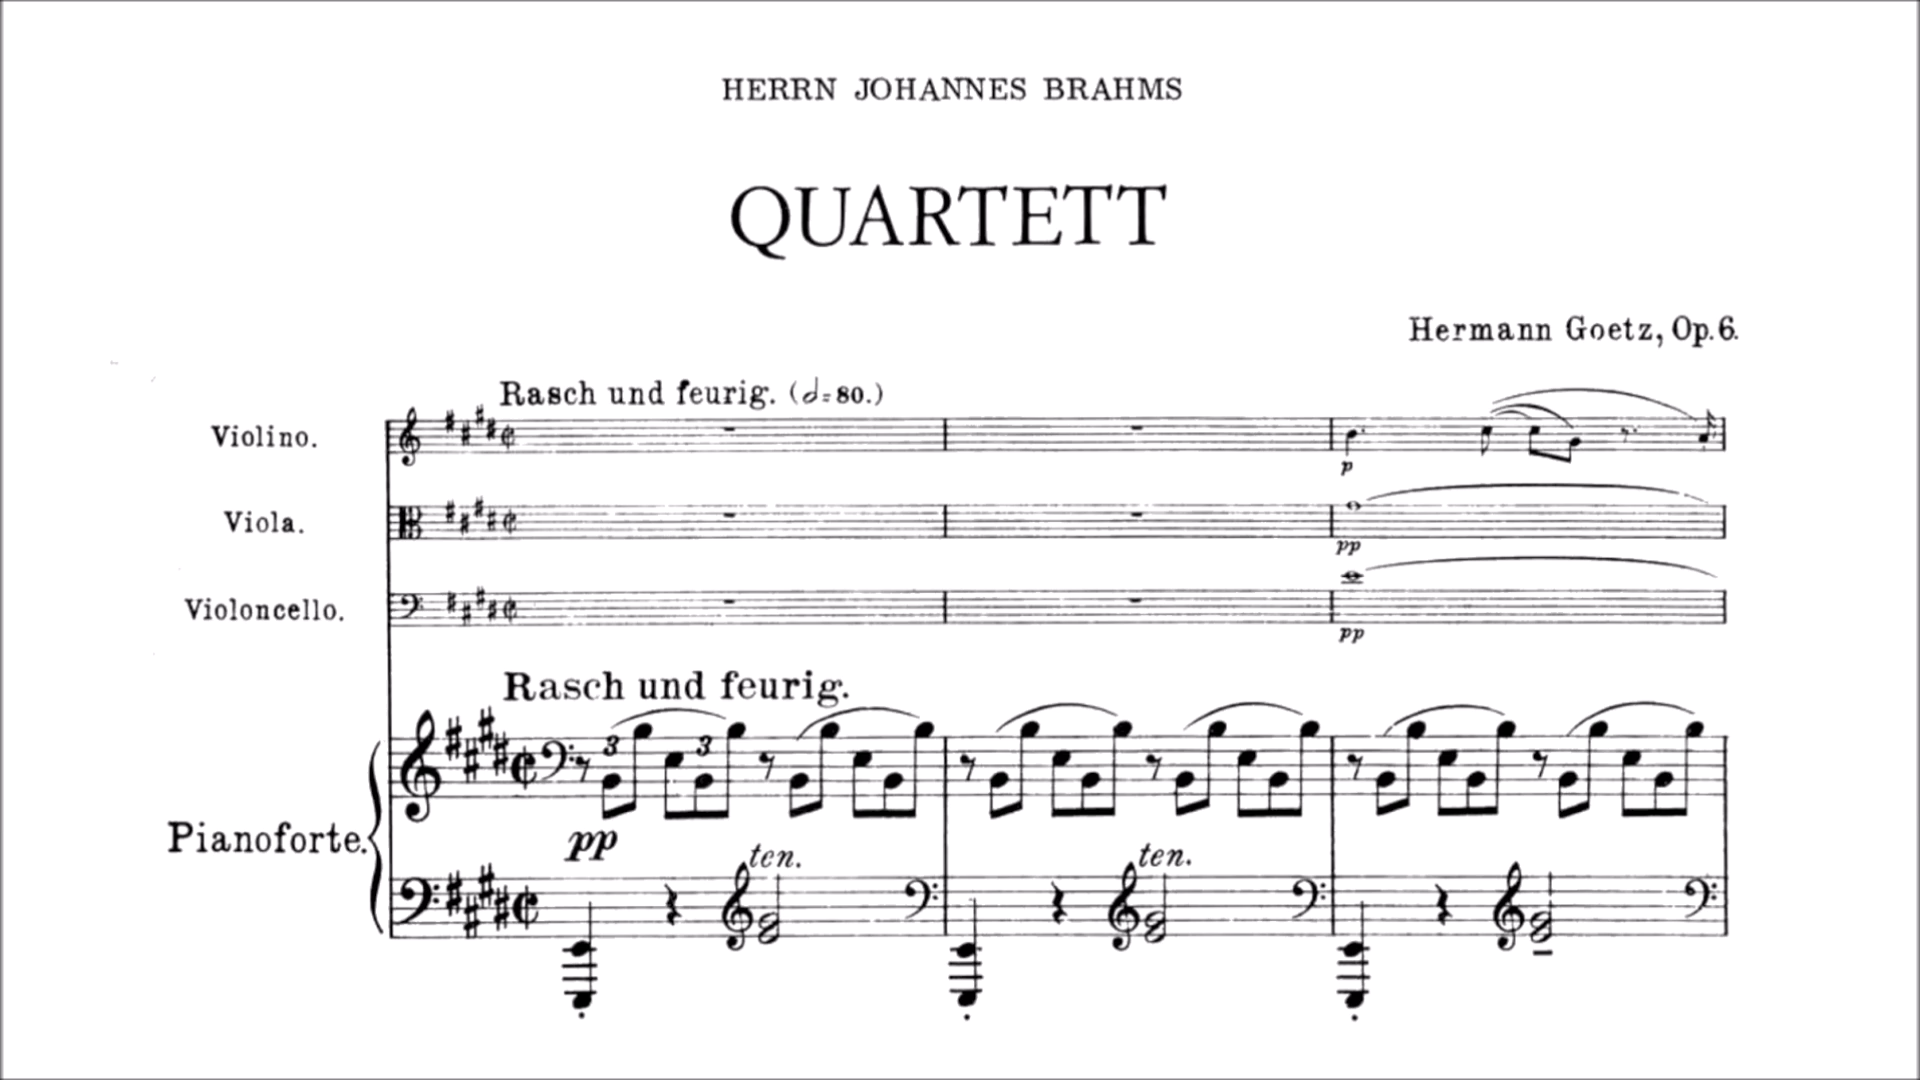 HERRN JOHANNES BRAHMS
QUARTETT
Hermann Goetz, Op. 6.
Rasch und feurig. (𝅗𝅥=80.)
Violino.
p
Viola.
pp
Violoncello.
pp
Rasch und feurig.
3 3
Pianoforte.
pp
ten. ten.